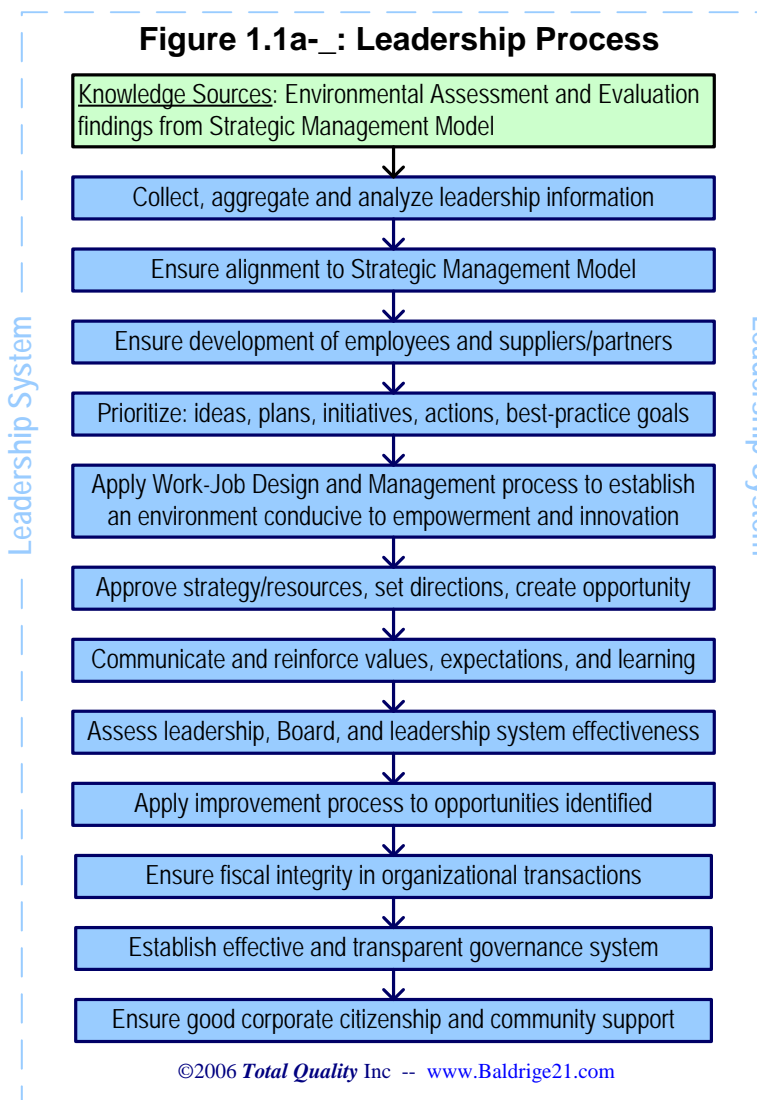 Figure 1.1a-_: Leadership Process
Knowledge Sources: Environmental Assessment and Evaluation
findings from Strategic Management Model
Collect, aggregate and analyze leadership information
Ensure alignment to Strategic Management Model
Ensure development of employees and suppliers/partners
Prioritize: ideas, plans, initiatives, actions, best-practice goals
Apply Work-Job Design and Management process to establish
an environment conducive to empowerment and innovation
Approve strategy/resources, set directions, create opportunity
Communicate and reinforce values, expectations, and learning
Assess leadership, Board, and leadership system effectiveness
Apply improvement process to opportunities identified
Ensure fiscal integrity in organizational transactions
Establish effective and transparent governance system
Ensure good corporate citizenship and community support
©2006 Total Quality Inc -- www.Baldrige21.com
Leadership System
Leadership System